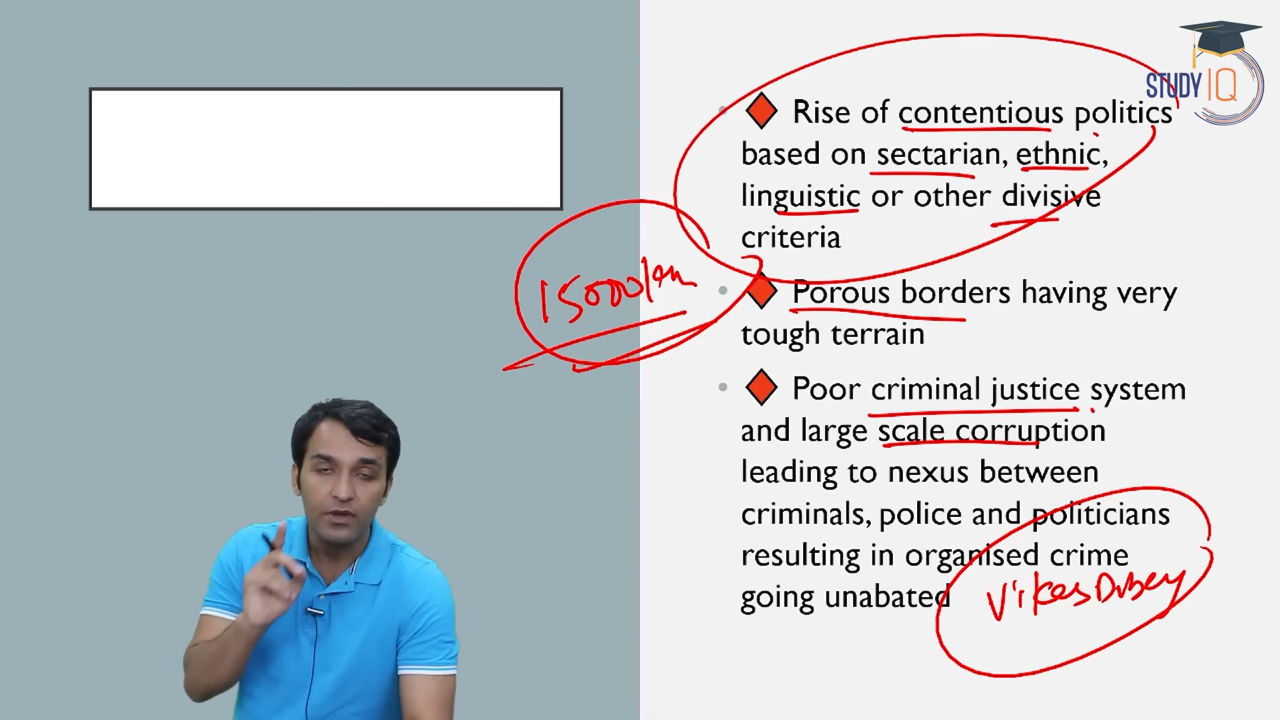 STUDY IQ
Rise of contentious politics
based on sectarian, ethnic,
linguistic or other divisive
criteria
15000 km
Porous borders having very
tough terrain
Poor criminal justice system
and large scale corruption
leading to nexus between
criminals, police and politicians
resulting in organised crime
going unabated
Vikas Dubey